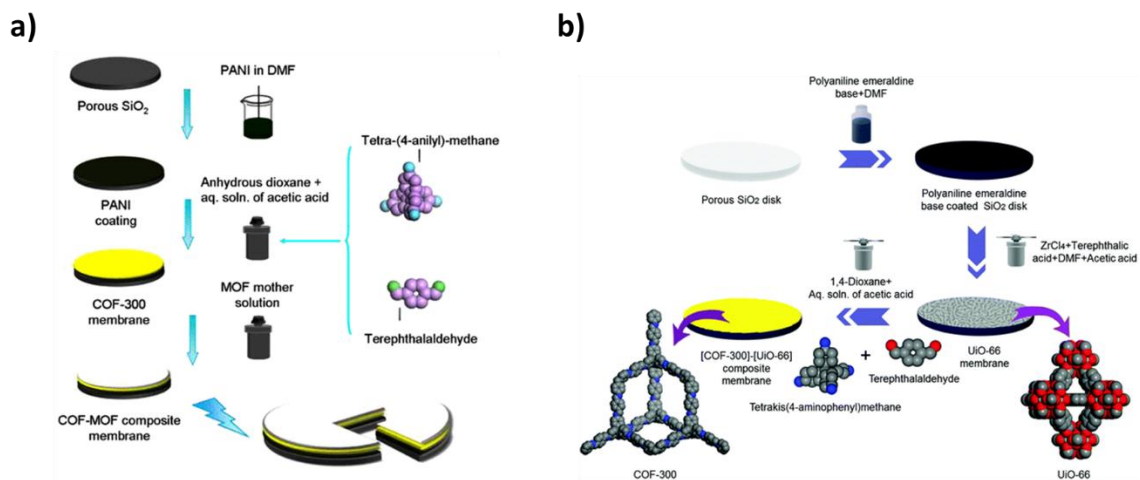 a)
Porous SiO2
PANI in DMF
PANI
coating
Anhydrous dioxane +
aq. soln. of acetic acid
Tetra-(4-anilyl)-methane
COF-300
membrane
MOF mother
solution
Terephthalaldehyde
COF-MOF composite
membrane
b)
Polyaniline emeraldine
base+DMF
Porous SiO2 disk
Polyaniline emeraldine
base coated SiO2 disk
ZrCl4+Terephthalic
acid+DMF+Acetic acid
1,4-Dioxane+
Aq. soln. of acetic acid
[COF-300]-[UiO-66]
composite
membrane
+
Terephthalaldehyde
Tetrakis(4-aminophenyl)methane
UiO-66
membrane
COF-300
UiO-66